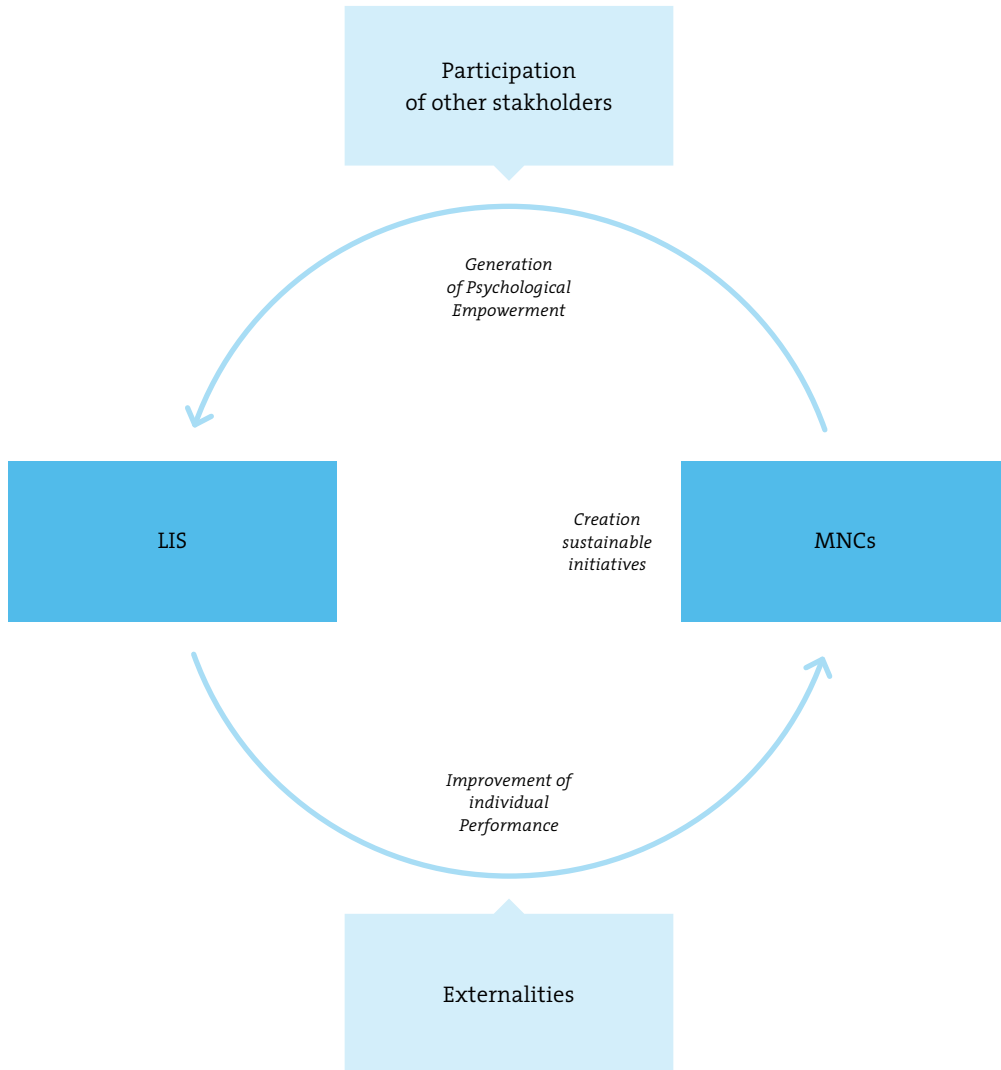 Participation
of other stakholders
Generation
of Psychological
Empowerment
LIS
Creation
sustainable
initiatives
MNCs
Improvement of
individual
Performance
Externalities